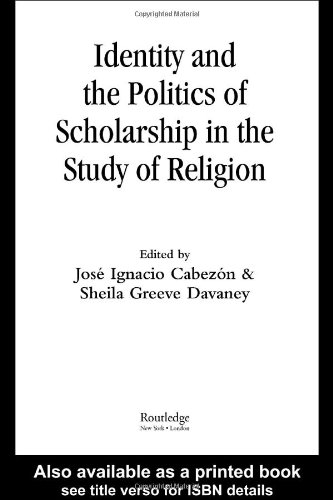 Identity and
the Politics of
Scholarship in the
Study of Religion
Edited by
José Ignacio Cabezón &
Sheila Greeve Davaney
Routledge
New York • London
Also available as a printed book
see title verso for ISBN details